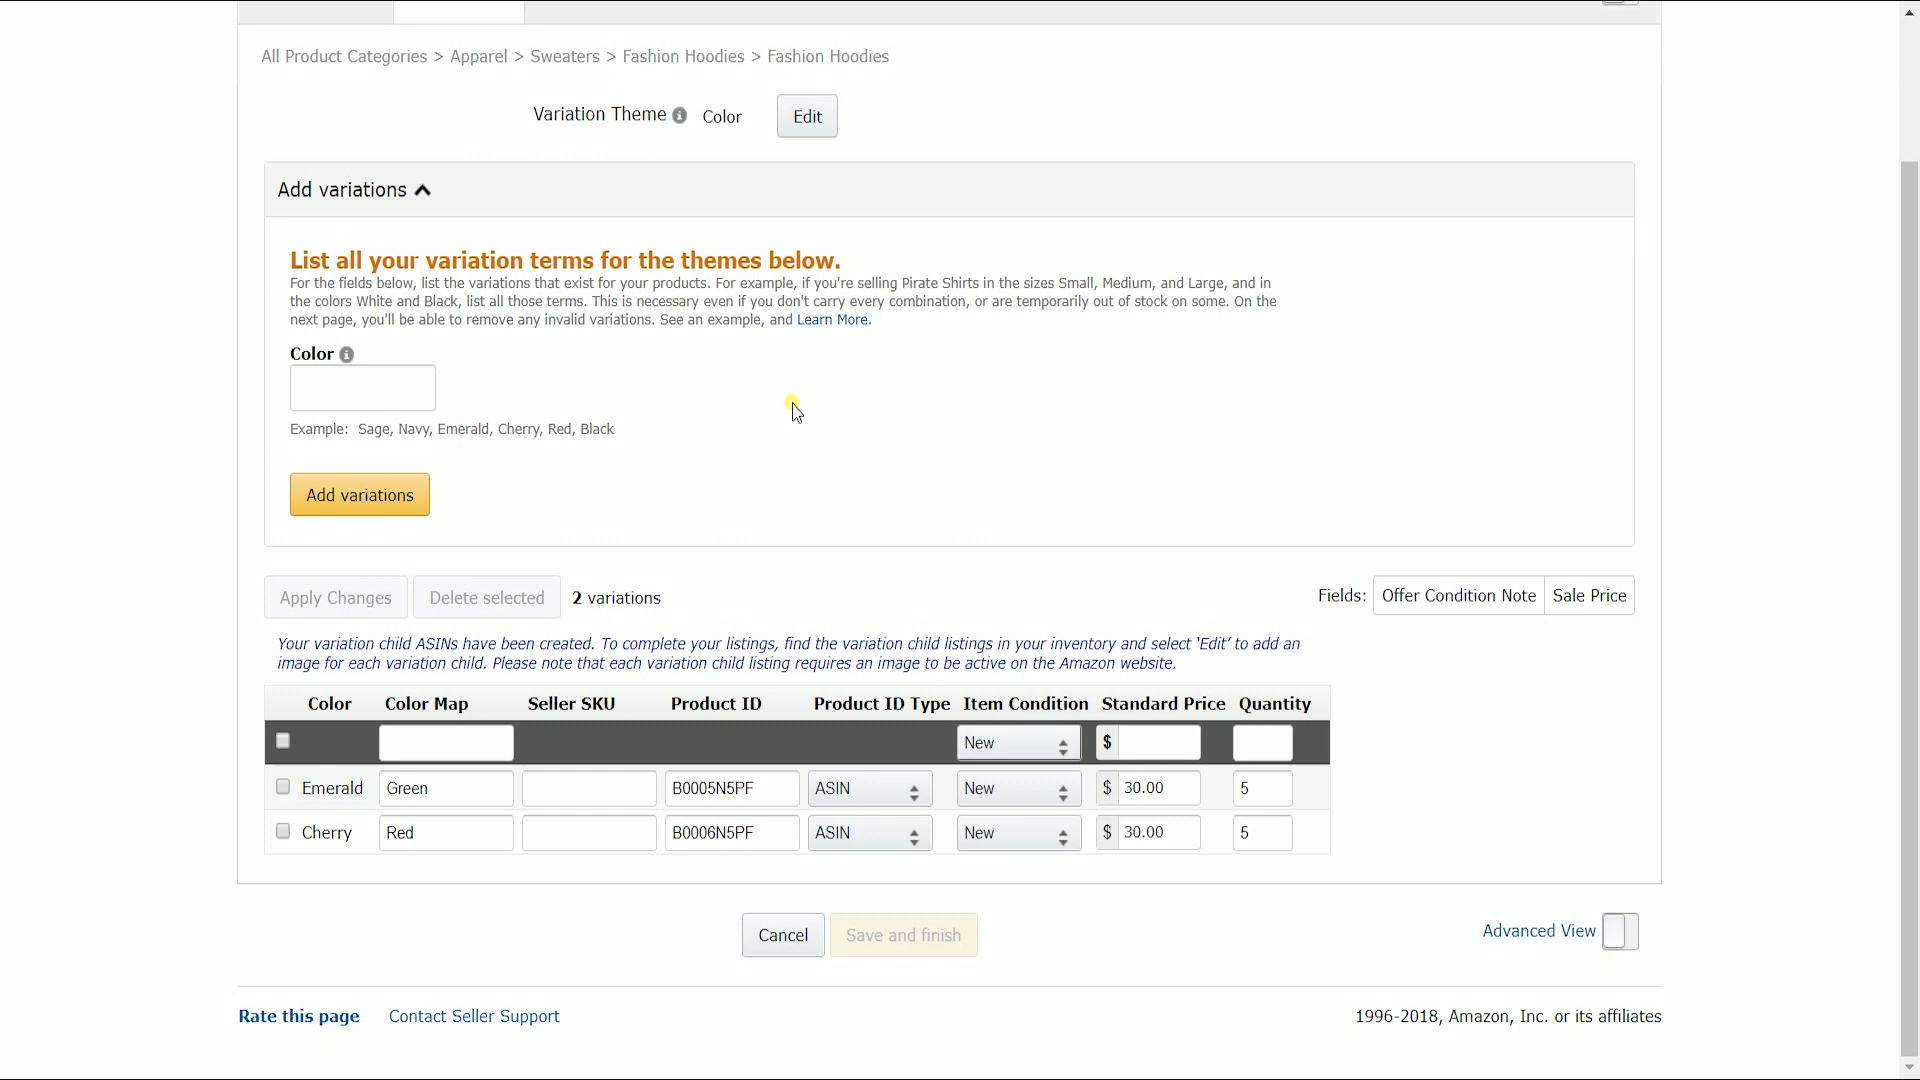 All Product Categories > Apparel > Sweaters > Fashion Hoodies > Fashion Hoodies
Variation Theme Color Edit
Add variations
List all your variation terms for the themes below.
For the fields below, list the variations that exist for your products. For example, if you're selling Pirate Shirts in the sizes Small, Medium, and Large, and in
the colors White and Black, list all those terms. This is necessary even if you don't carry every combination, or are temporarily out of stock on some. On the
next page, you'll be able to remove any invalid variations. See an example, and Learn More.
Color
Example: Sage, Navy, Emerald, Cherry, Red, Black
Add variations
Apply Changes Delete selected 2 variations Fields: Offer Condition Note Sale Price
Your variation child ASINs have been created. To complete your listings, find the variation child listings in your inventory and select 'Edit' to add an
image for each variation child. Please note that each variation child listing requires an image to be active on the Amazon website.
Color Color Map Seller SKU Product ID Product ID Type Item Condition Standard Price Quantity
New $
Emerald Green B0005N5PF ASIN New $ 30.00 5
Cherry Red B0006N5PF ASIN New $ 30.00 5
Cancel Save and finish Advanced View
Rate this page Contact Seller Support 1996-2018, Amazon, Inc. or its affiliates